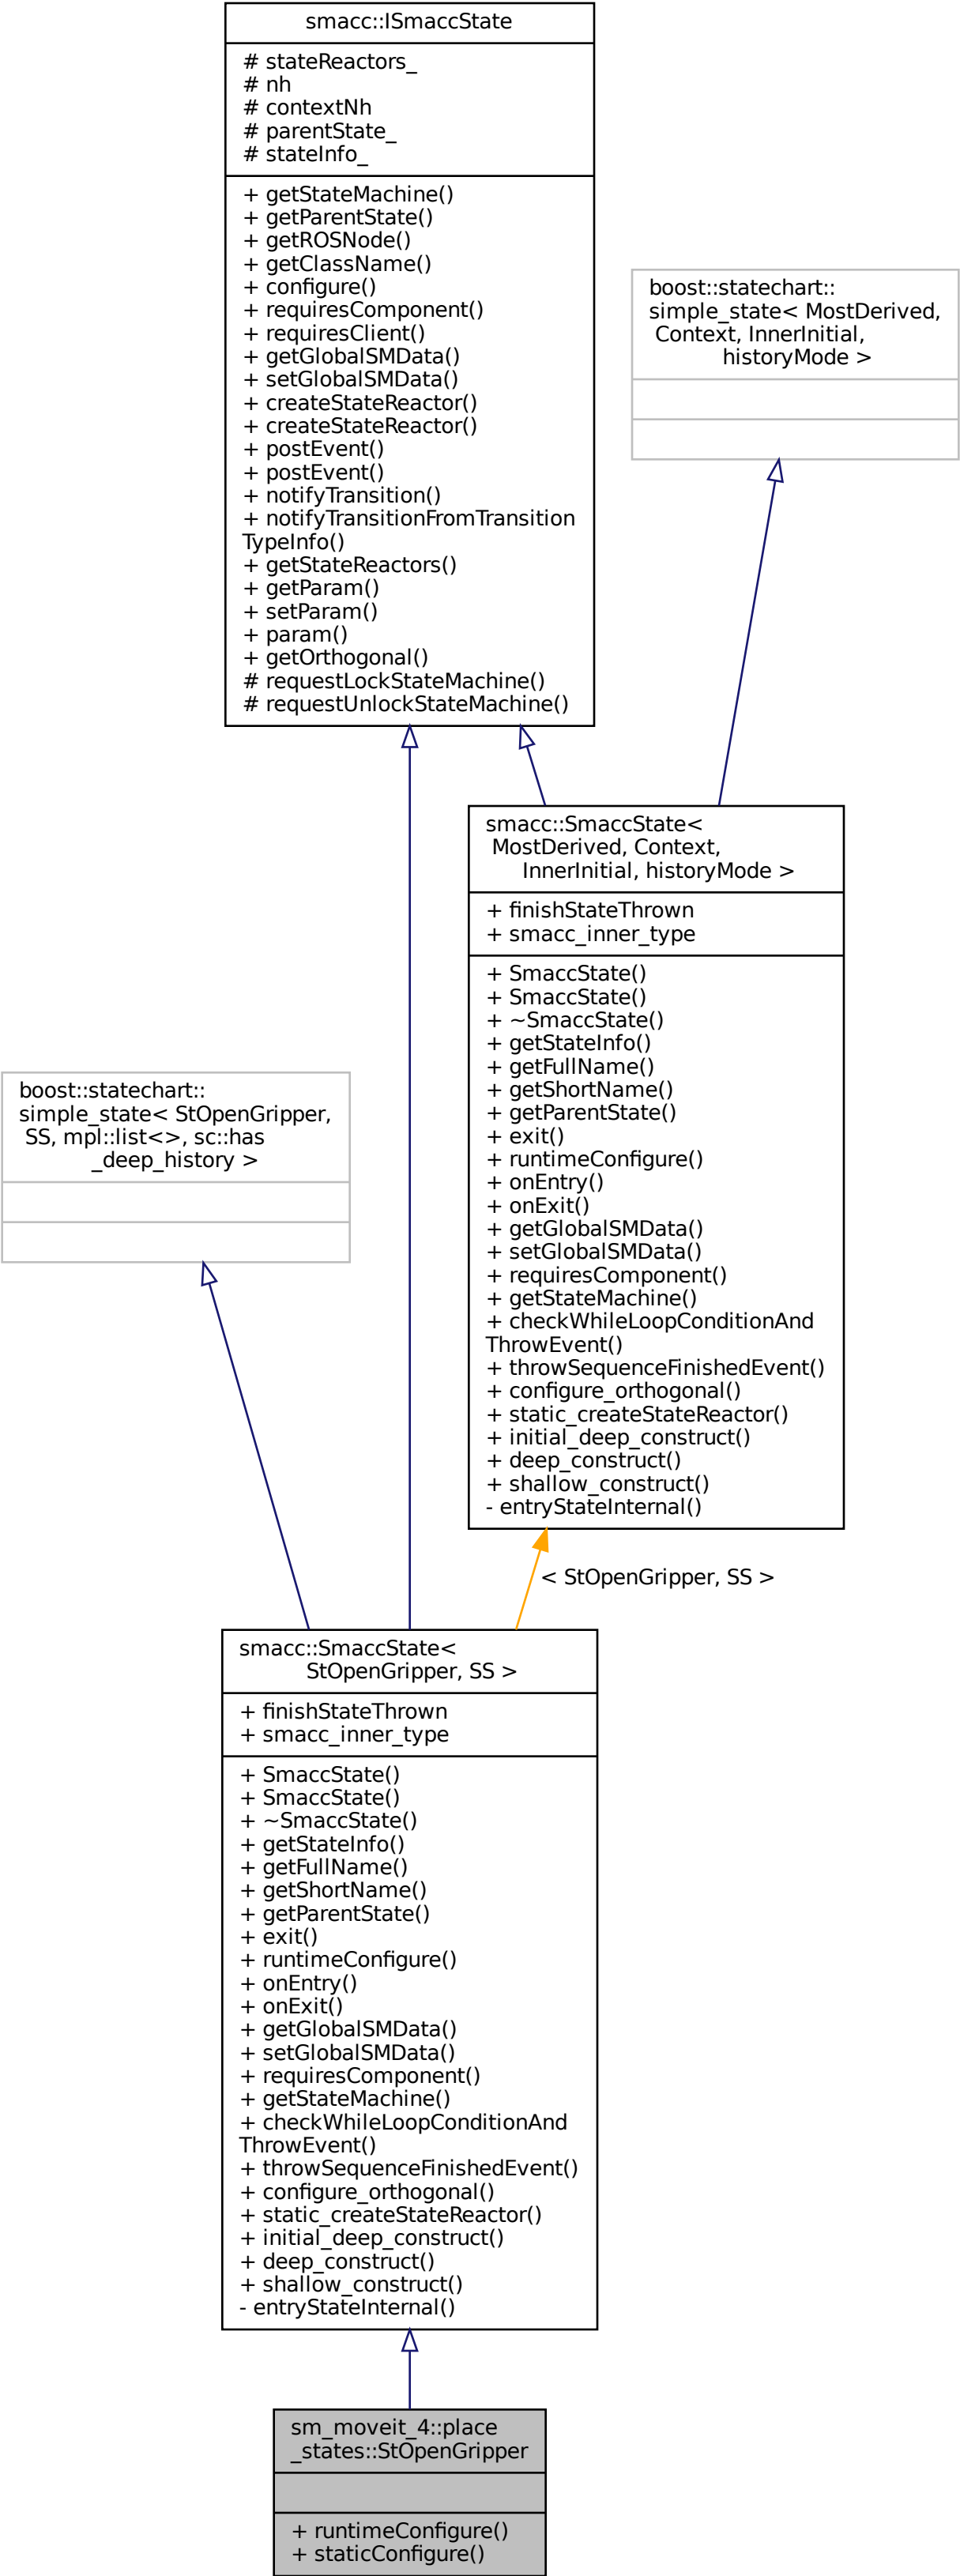 smacc::ISmaccState
# stateReactors_
# nh
# contextNh
# parentState_
# stateInfo_
+ getStateMachine()
+ getParentState()
+ getROSNode()
+ getClassName()
+ configure()
+ requiresComponent()
+ requiresClient()
+ getGlobalSMData()
+ setGlobalSMData()
+ createStateReactor()
+ createStateReactor()
+ postEvent()
+ postEvent()
+ notifyTransition()
+ notifyTransitionFromTransition
TypeInfo()
+ getStateReactors()
+ getParam()
+ setParam()
+ param()
+ getOrthogonal()
# requestLockStateMachine()
# requestUnlockStateMachine()
boost::statechart::
simple_state< MostDerived,
Context, InnerInitial,
historyMode >
smacc::SmaccState<
MostDerived, Context,
InnerInitial, historyMode >
+ finishStateThrown
+ smacc_inner_type
+ SmaccState()
+ SmaccState()
+ ~SmaccState()
+ getStateInfo()
+ getFullName()
+ getShortName()
+ getParentState()
+ exit()
+ runtimeConfigure()
+ onEntry()
+ onExit()
+ getGlobalSMData()
+ setGlobalSMData()
+ requiresComponent()
+ getStateMachine()
+ checkWhileLoopConditionAnd
ThrowEvent()
+ throwSequenceFinishedEvent()
+ configure_orthogonal()
+ static_createStateReactor()
+ initial_deep_construct()
+ deep_construct()
+ shallow_construct()
- entryStateInternal()
boost::statechart::
simple_state< StOpenGripper,
SS, mpl::list<>, sc::has
_deep_history >
< StOpenGripper, SS >
smacc::SmaccState<
StOpenGripper, SS >
+ finishStateThrown
+ smacc_inner_type
+ SmaccState()
+ SmaccState()
+ ~SmaccState()
+ getStateInfo()
+ getFullName()
+ getShortName()
+ getParentState()
+ exit()
+ runtimeConfigure()
+ onEntry()
+ onExit()
+ getGlobalSMData()
+ setGlobalSMData()
+ requiresComponent()
+ getStateMachine()
+ checkWhileLoopConditionAnd
ThrowEvent()
+ throwSequenceFinishedEvent()
+ configure_orthogonal()
+ static_createStateReactor()
+ initial_deep_construct()
+ deep_construct()
+ shallow_construct()
- entryStateInternal()
sm_moveit_4::place
_states::StOpenGripper
+ runtimeConfigure()
+ staticConfigure()